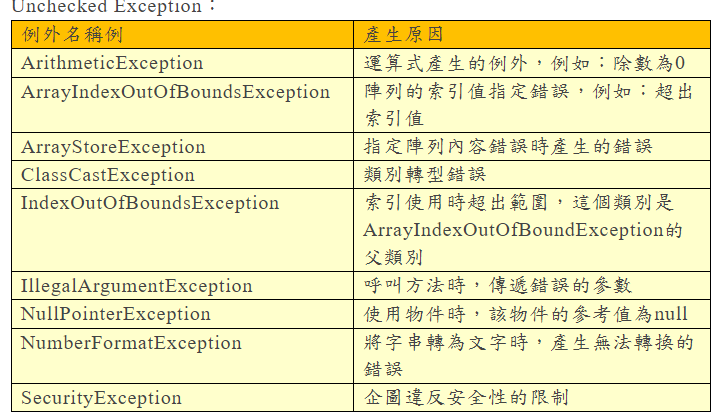 Unchecked Exception：
例外名稱例 產生原因
ArithmeticException 運算式產生的例外，例如：除數為0
ArrayIndexOutOfBoundsException 陣列的索引值指定錯誤，例如：超出
索引值
ArrayStoreException 指定陣列內容錯誤時產生的錯誤
ClassCastException 類別轉型錯誤
IndexOutOfBoundsException 索引使用時超出範圍，這個類別是
ArrayIndexOutOfBoundException的
父類別
IllegalArgumentException 呼叫方法時，傳遞錯誤的參數
NullPointerException 使用物件時，該物件的參考值為null
NumberFormatException 將字串轉為文字時，產生無法轉換的
錯誤
SecurityException 企圖違反安全性的限制